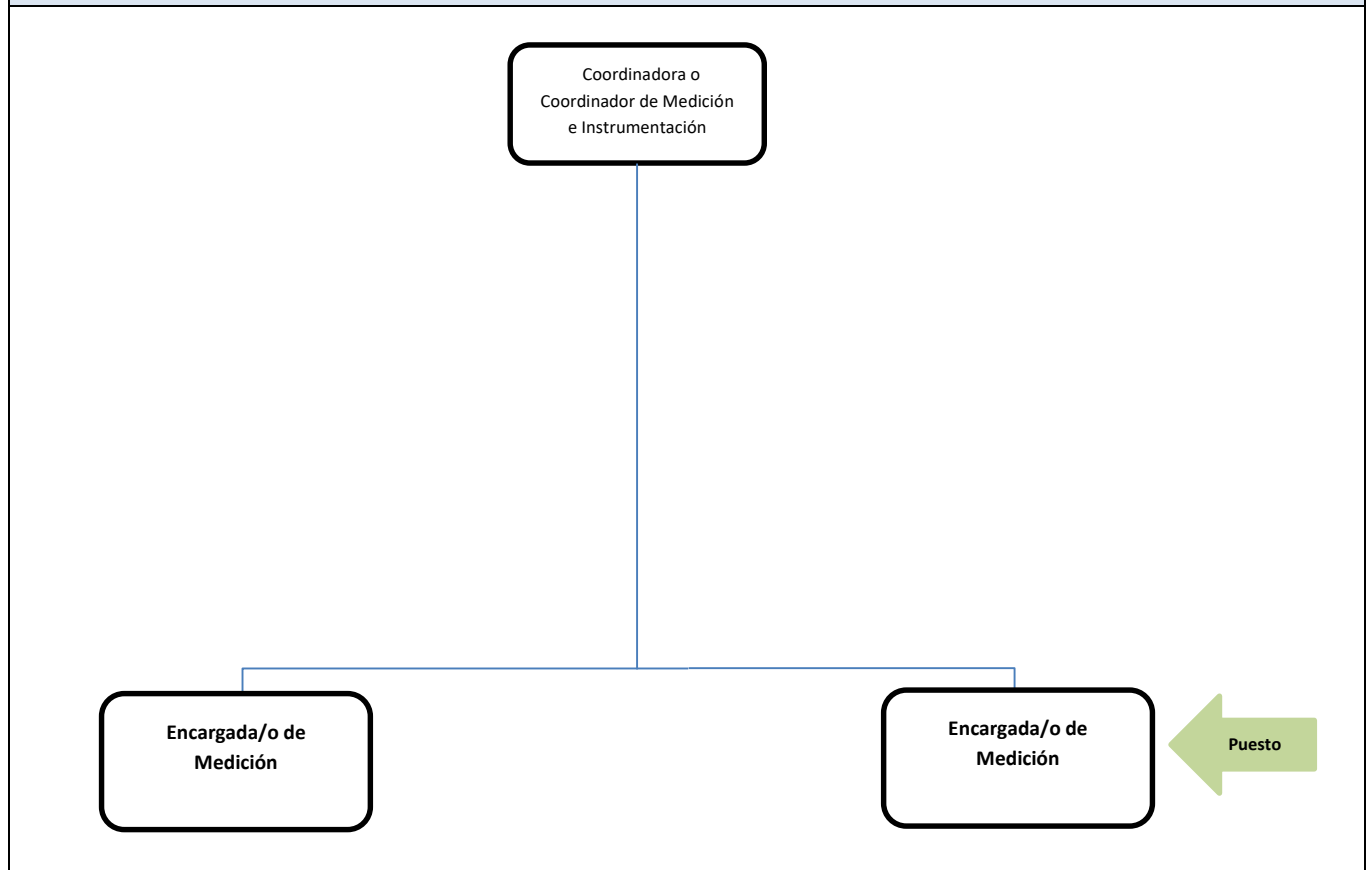 Coordinadora o
Coordinador de Medición
e Instrumentación
Encargada/o de
Medición
Encargada/o de
Medición
Puesto